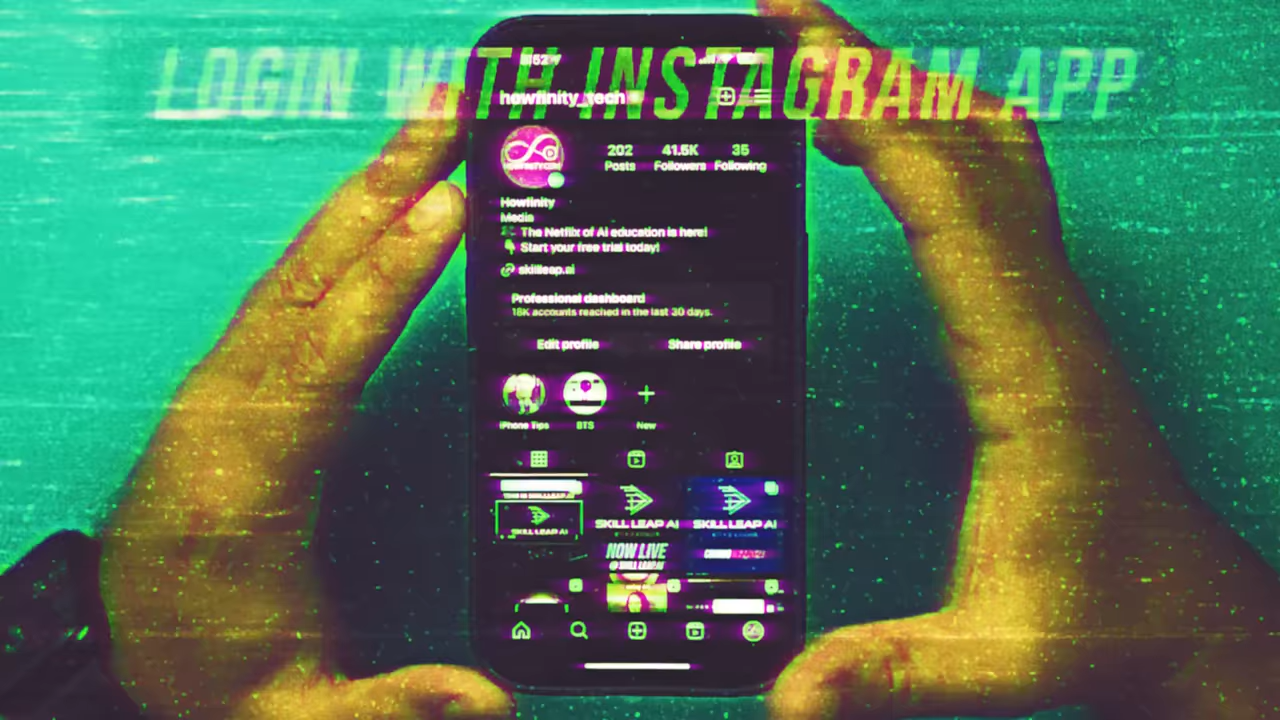 LOGIN WITH INSTAGRAM APP
howfinity_tech
202 41.5K 35
Posts Followers Following
Howfinity
Media
The Netflix of AI education is here!
Start your free trial today!
skillleap.ai
Professional dashboard
18K accounts reached in the last 30 days.
Edit profile Share profile
iPhone Tips BTS New
SKILL LEAP AI SKILL LEAP AI SKILL LEAP AI
NOW LIVE
@ SKILL LEAP AI